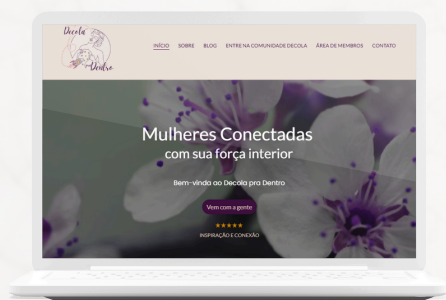 Decola
Dentro
INÍCIO SOBRE BLOG ENTRE NA COMUNIDADE DECOLA ÁREA DE MEMBROS CONTATO
Mulheres Conectadas
com sua força interior
Bem-vinda ao Decola pra Dentro
Vem com a gente
INSPIRAÇÃO E CONEXÃO